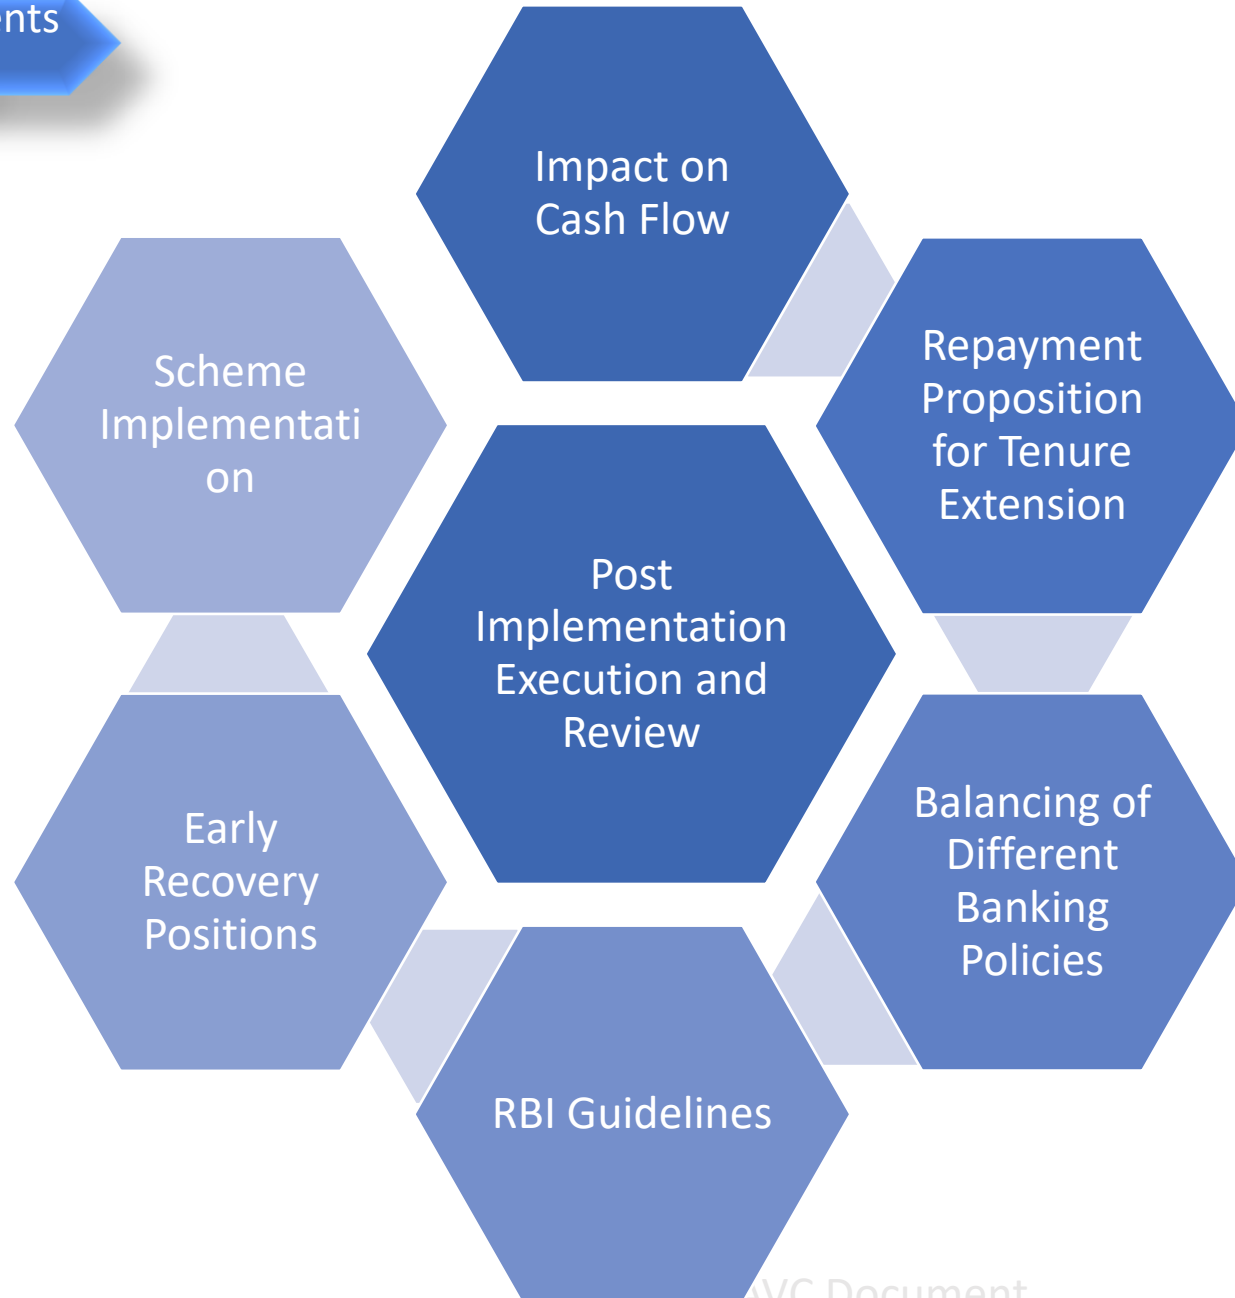 Impact on
Cash Flow
Repayment
Proposition
for Tenure
Extension
Balancing of
Different
Banking
Policies
RBI Guidelines
Early
Recovery
Positions
Scheme
Implementati
on
Post
Implementation
Execution and
Review
Document